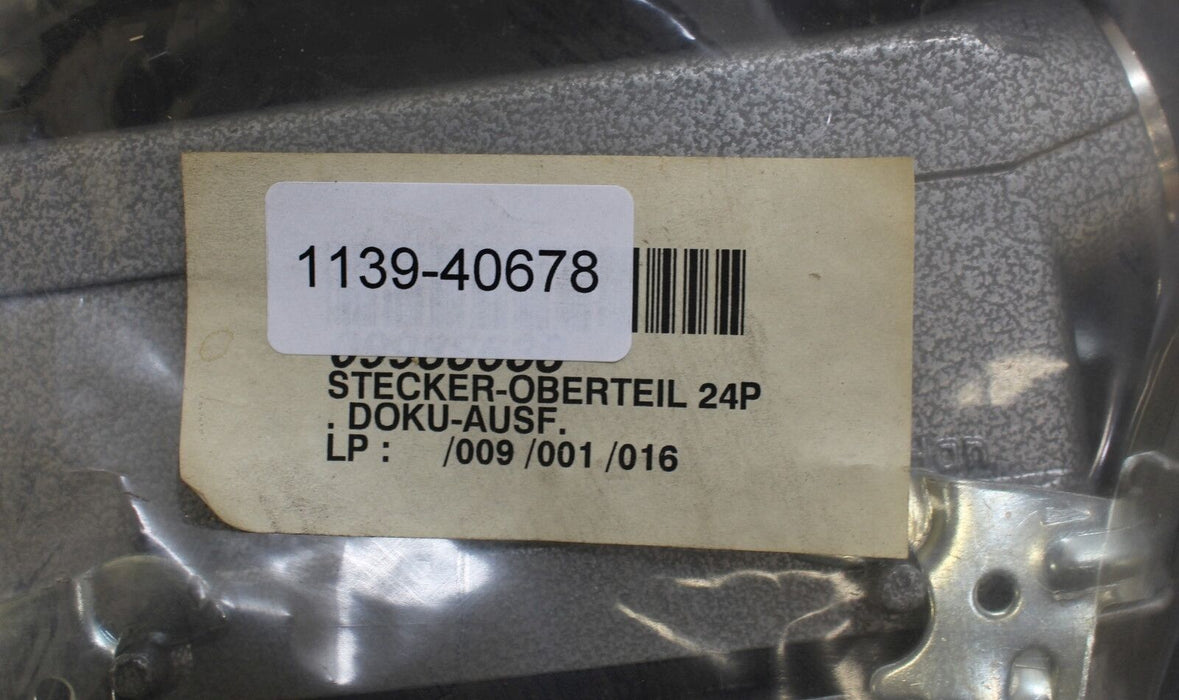 1139-40678
STECKER-OBERTEIL 24P
. DOKU-AUSF.
LP : /009 /001 /016